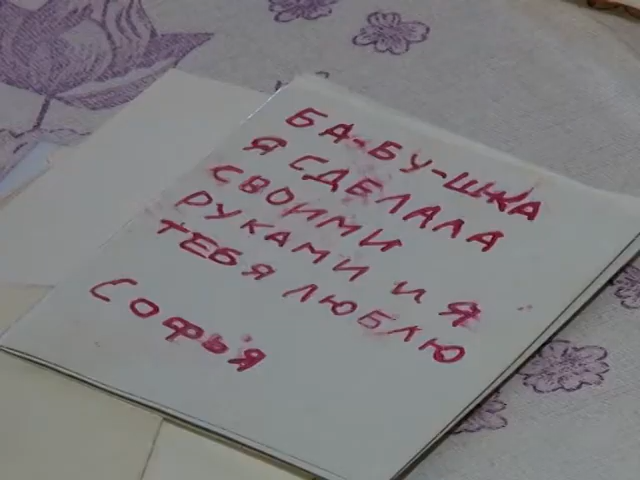 БА-БУ-ШКА
Я СДЕЛАЛА
СВОИМИ
РУКАМИ И Я
ТЕБЯ ЛЮБЛЮ
СОФЬЯ